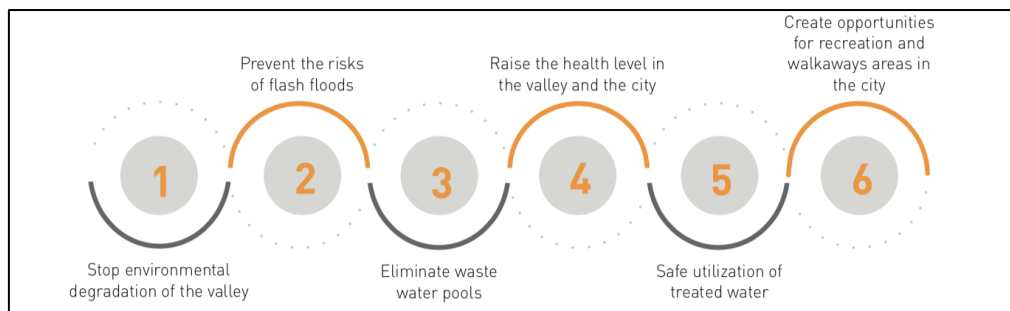 1
Stop environmental
degradation of the valley
Prevent the risks
of flash floods
2
3
Eliminate waste
water pools
Raise the health level in
the valley and the city
4
5
Safe utilization of
treated water
Create opportunities
for recreation and
walkaways areas in
the city
6